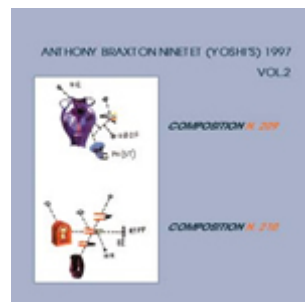 ANTHONY BRAXTON NINETET (YOSHI'S) 1997
VOL.2
COMPOSITION N. 209
COMPOSITION N. 210